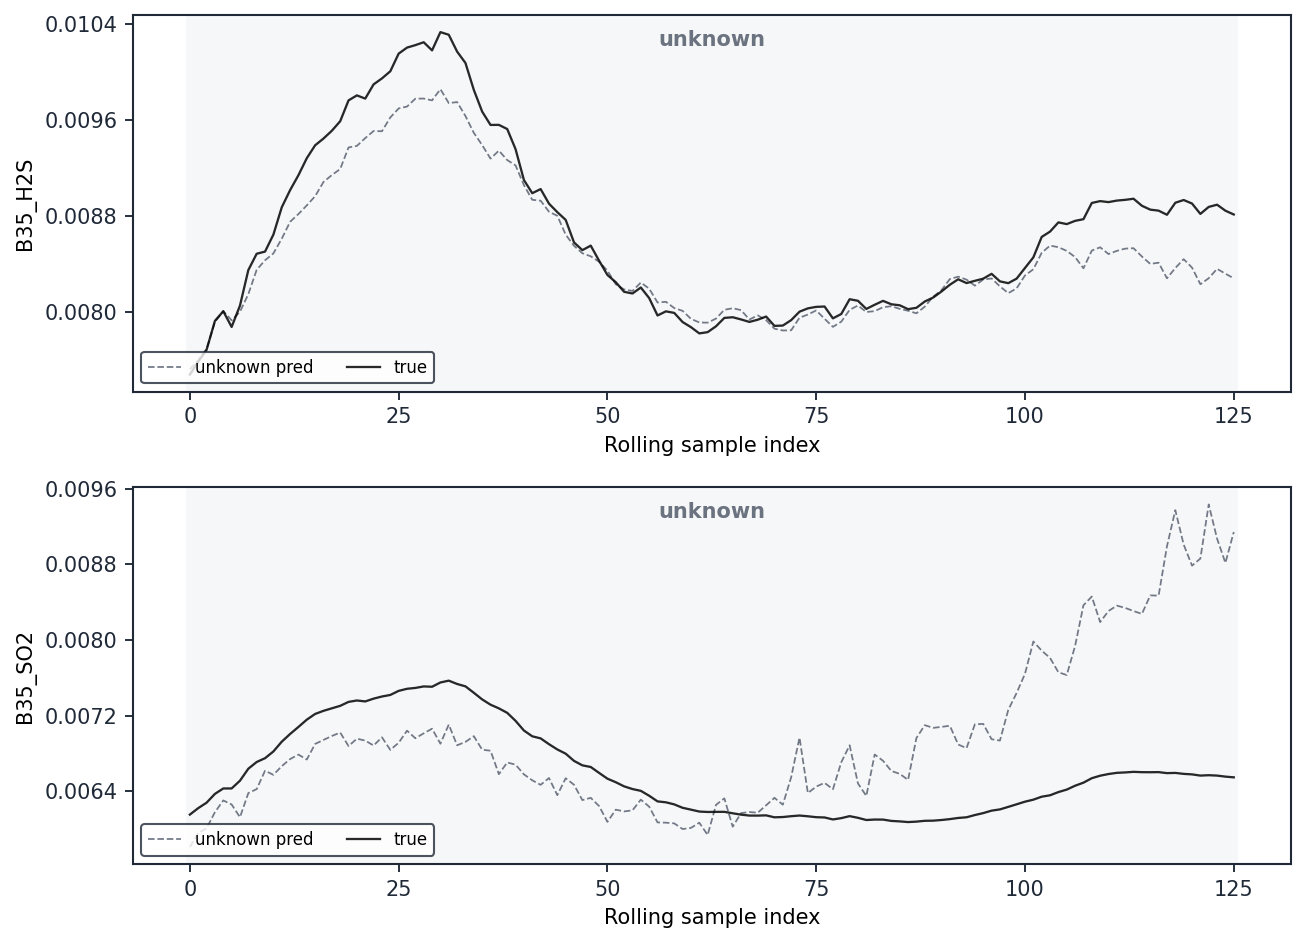 0.0104
0.0096
0.0088
0.0080
B35_H2S
unknown
unknown pred
true
0
25
50
75
100
125
Rolling sample index
0.0096
0.0088
0.0080
0.0072
0.0064
B35_SO2
unknown
unknown pred
true
0
25
50
75
100
125
Rolling sample index